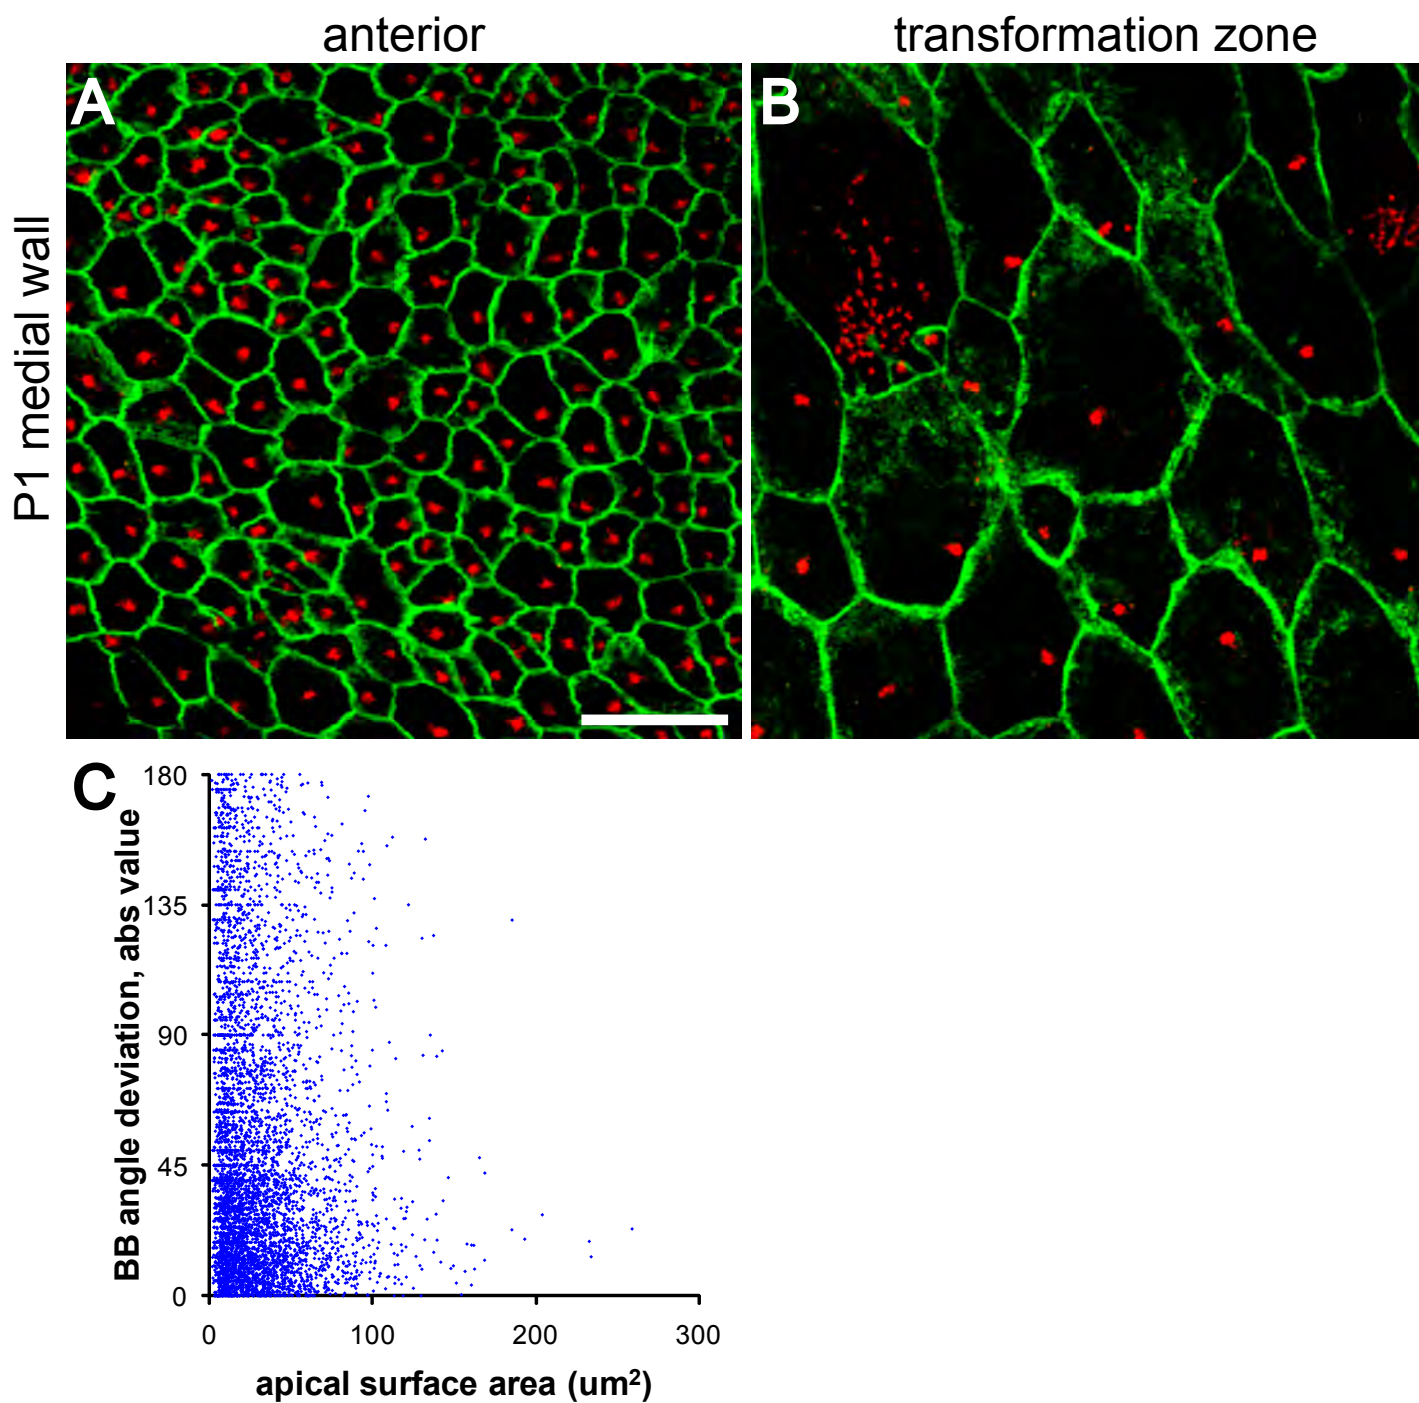 anterior
transformation zone
P1 medial wall
A
B
C
BB angle deviation, abs value
180
135
90
45
0
0
100
200
300
apical surface area (um²)